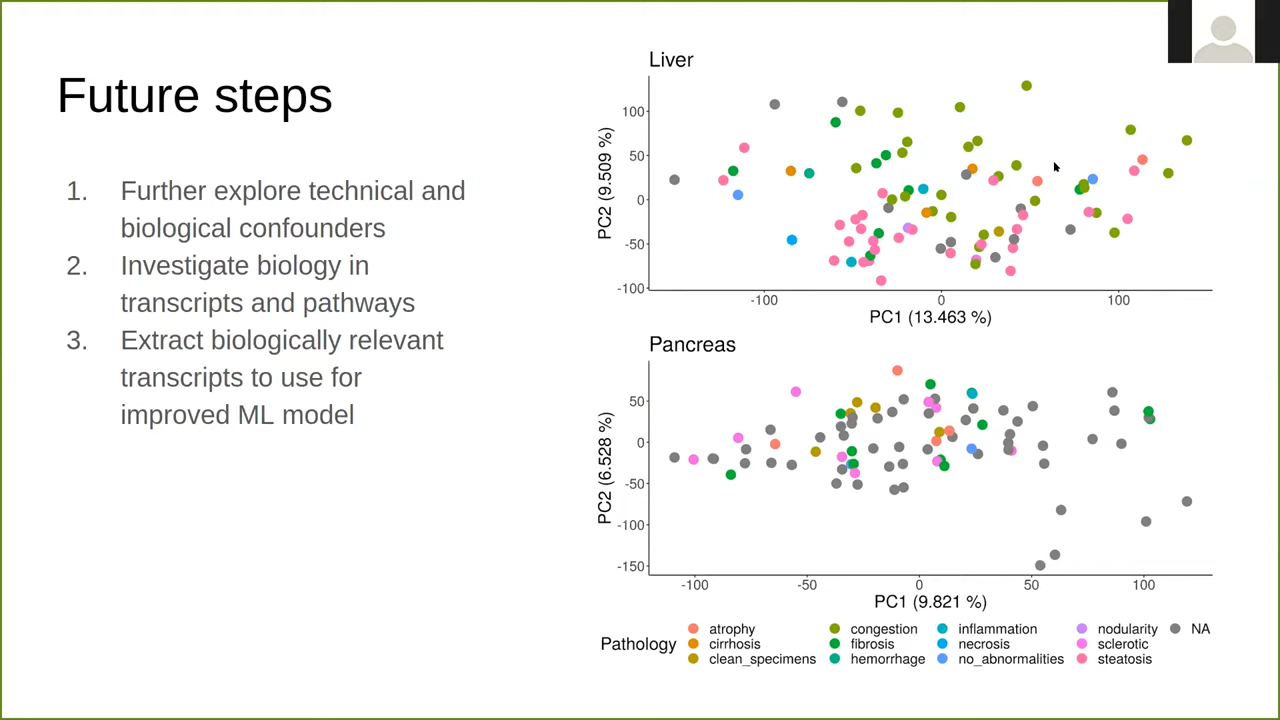 Future steps
1. Further explore technical and
biological confounders
2. Investigate biology in
transcripts and pathways
3. Extract biologically relevant
transcripts to use for
improved ML model
Liver
PC2 (9.509 %)
100
50
0
-50
-100
-100 0 100
PC1 (13.463 %)
Pancreas
PC2 (6.528 %)
50
0
-50
-100
-150
-100 -50 0 50 100
PC1 (9.821 %)
Pathology
atrophy congestion inflammation nodularity NA
cirrhosis fibrosis necrosis sclerotic
clean_specimens hemorrhage no_abnormalities steatosis